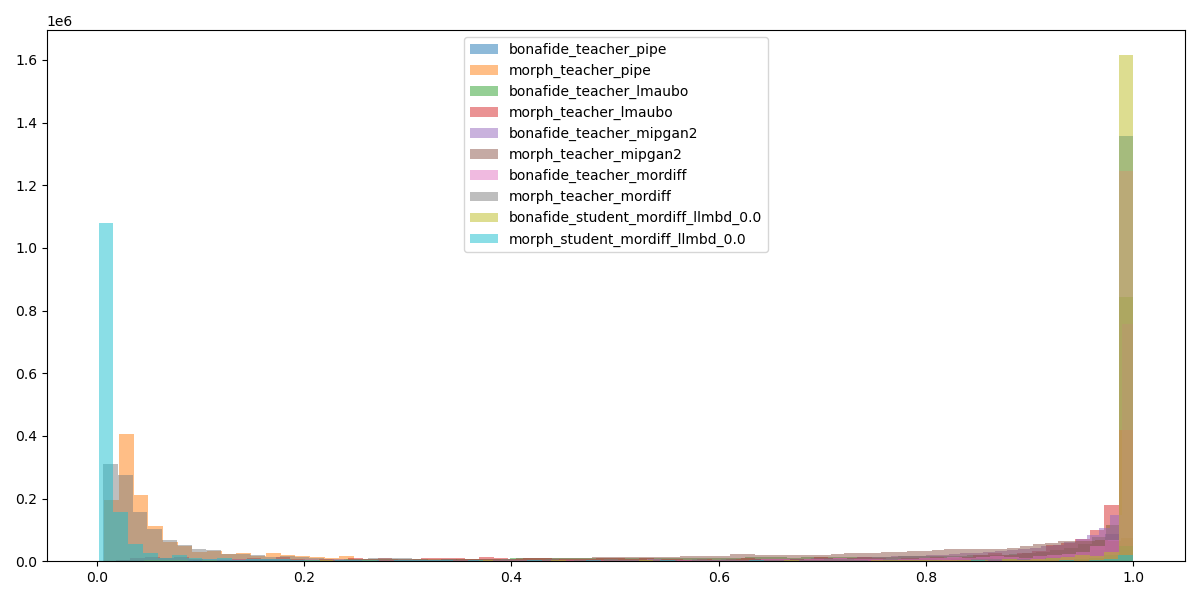 1e6
1.6
1.4
1.2
1.0
0.8
0.6
0.4
0.2
0.0
bonafide_teacher_pipe
morph_teacher_pipe
bonafide_teacher_lmaubo
morph_teacher_lmaubo
bonafide_teacher_mipgan2
morph_teacher_mipgan2
bonafide_teacher_mordiff
morph_teacher_mordiff
bonafide_student_mordiff_llmbd_0.0
morph_student_mordiff_llmbd_0.0
0.0 0.2 0.4 0.6 0.8 1.0